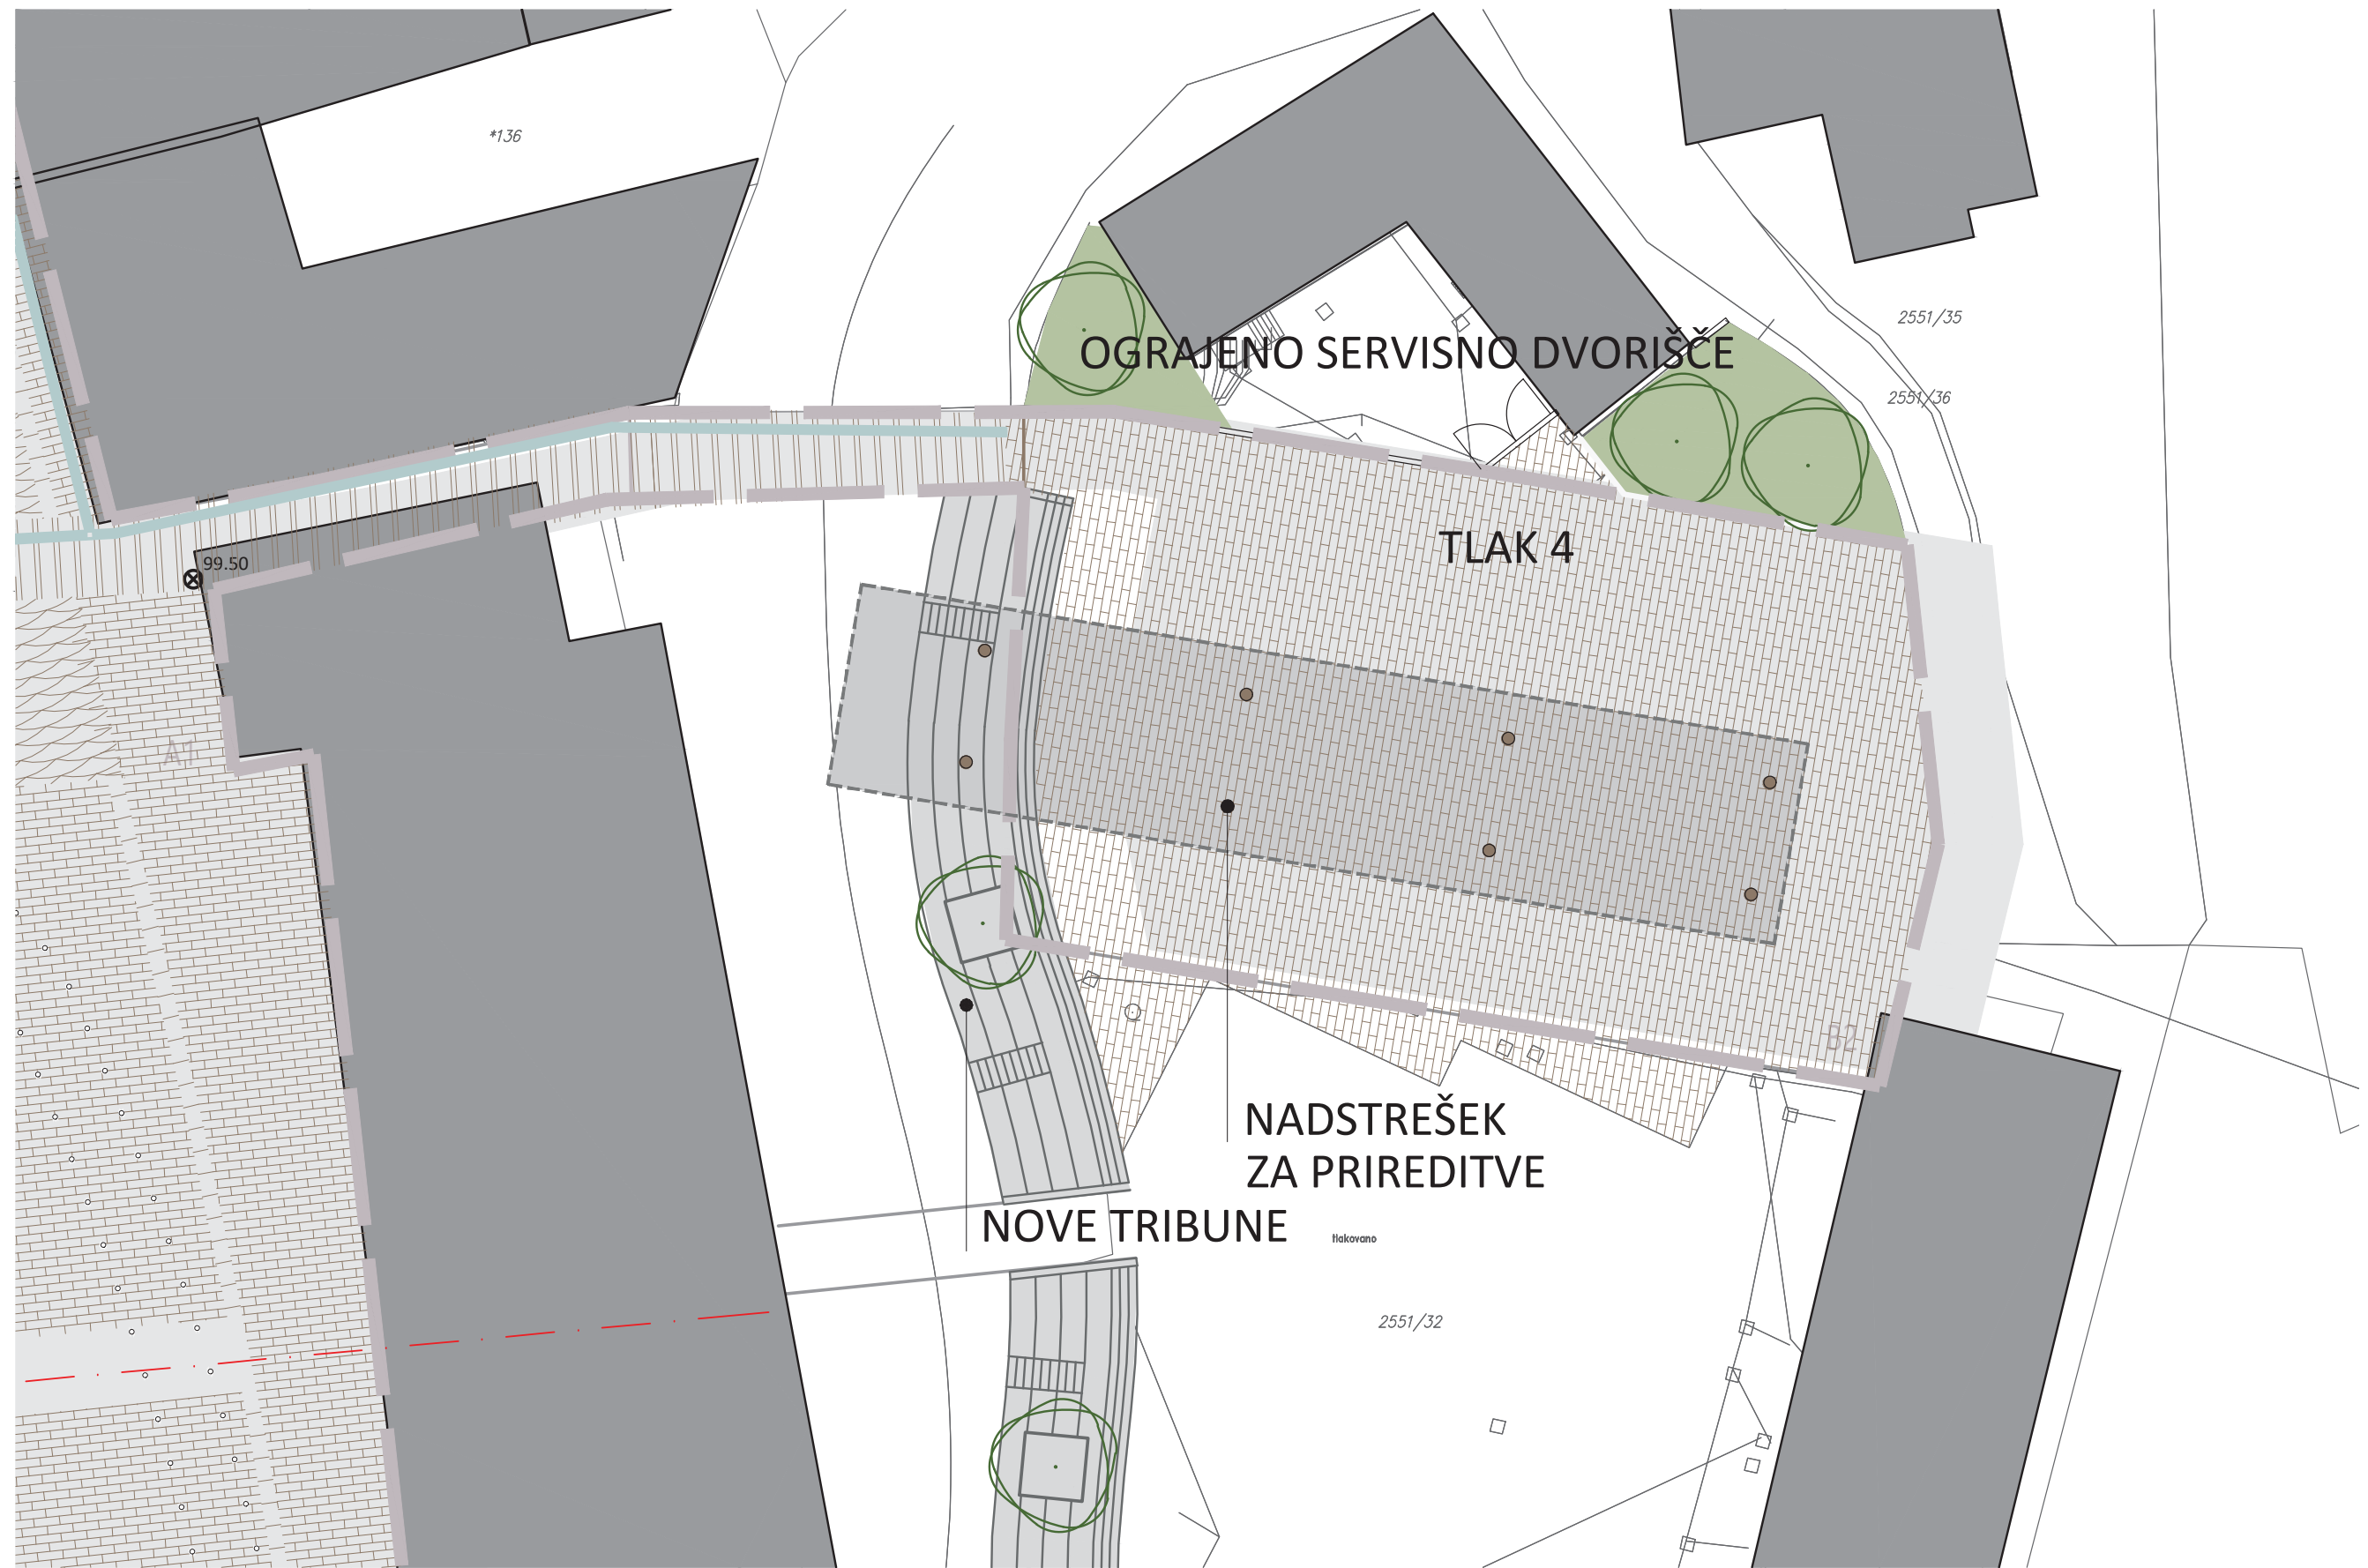 *136
2551/35
OGRAJENO SERVISNO DVORIŠČE
2551/36
TLAK 4
99.50
A1
B2
NADSTREŠEK
ZA PRIREDITVE
NOVE TRIBUNE
tlakovano
2551/32